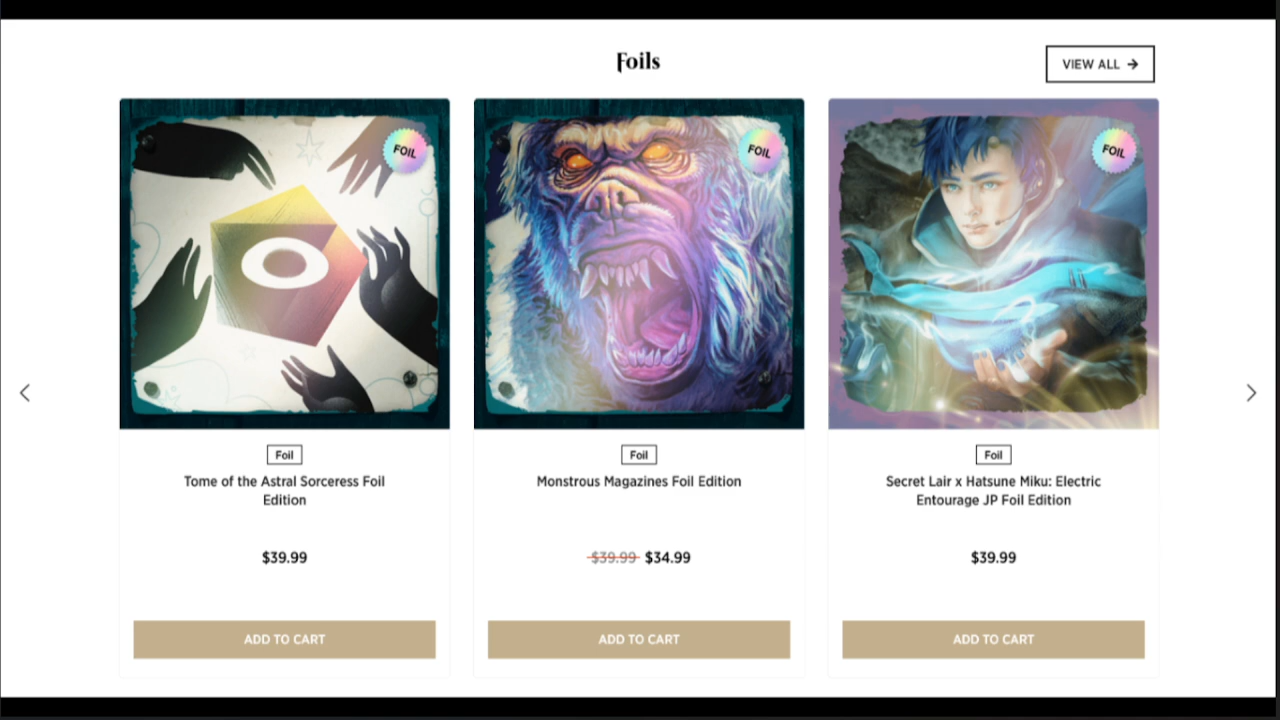 Foils
VIEW ALL →
FOIL
FOIL
FOIL
Foil
Tome of the Astral Sorceress Foil
Edition
$39.99
ADD TO CART
Foil
Monstrous Magazines Foil Edition
$39.99 $34.99
ADD TO CART
Foil
Secret Lair x Hatsune Miku: Electric
Entourage JP Foil Edition
$39.99
ADD TO CART